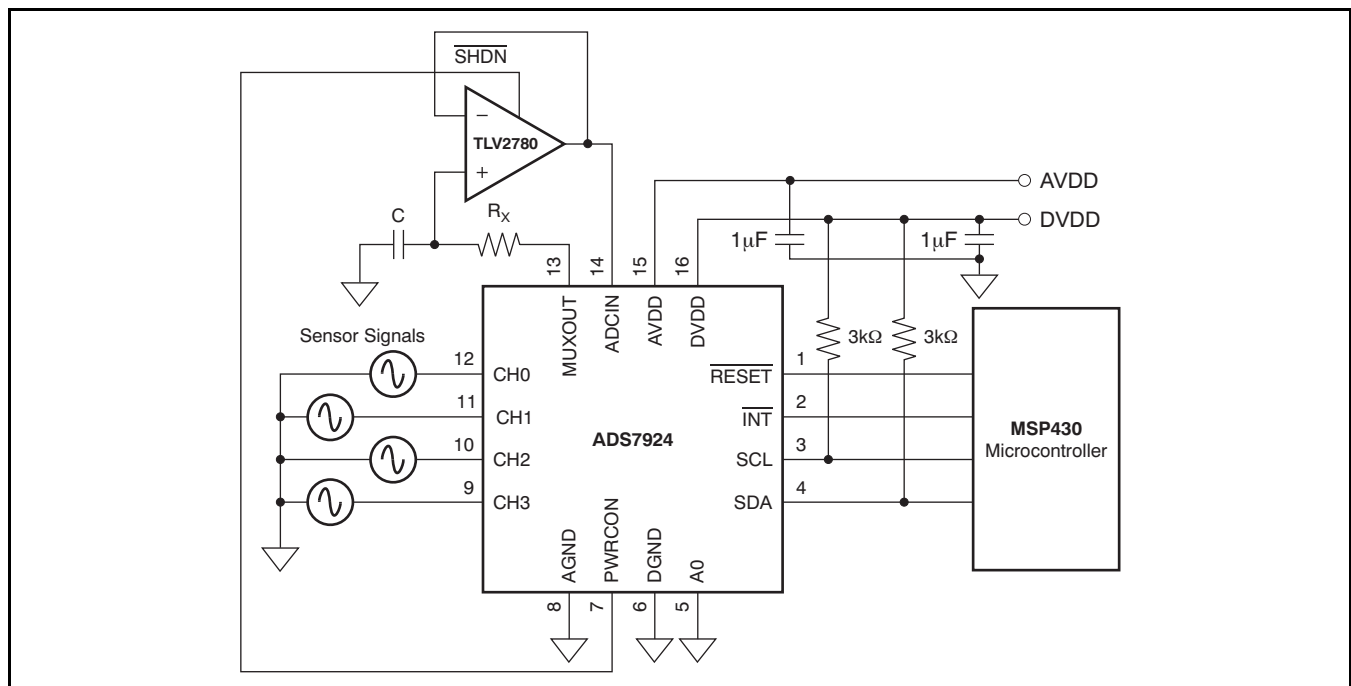 SHDN
−
TLV2780
+
C
RX
AVDD
DVDD
1μF
1μF
13
14
15
16
MUXOUT
ADCIN
AVDD
DVDD
3kΩ
3kΩ
Sensor Signals
12
CH0
11
CH1
10
CH2
9
CH3
ADS7924
RESET
1
INT
2
SCL
3
SDA
4
MSP430
Microcontroller
AGND
PWRCON
DGND
A0
8
7
6
5